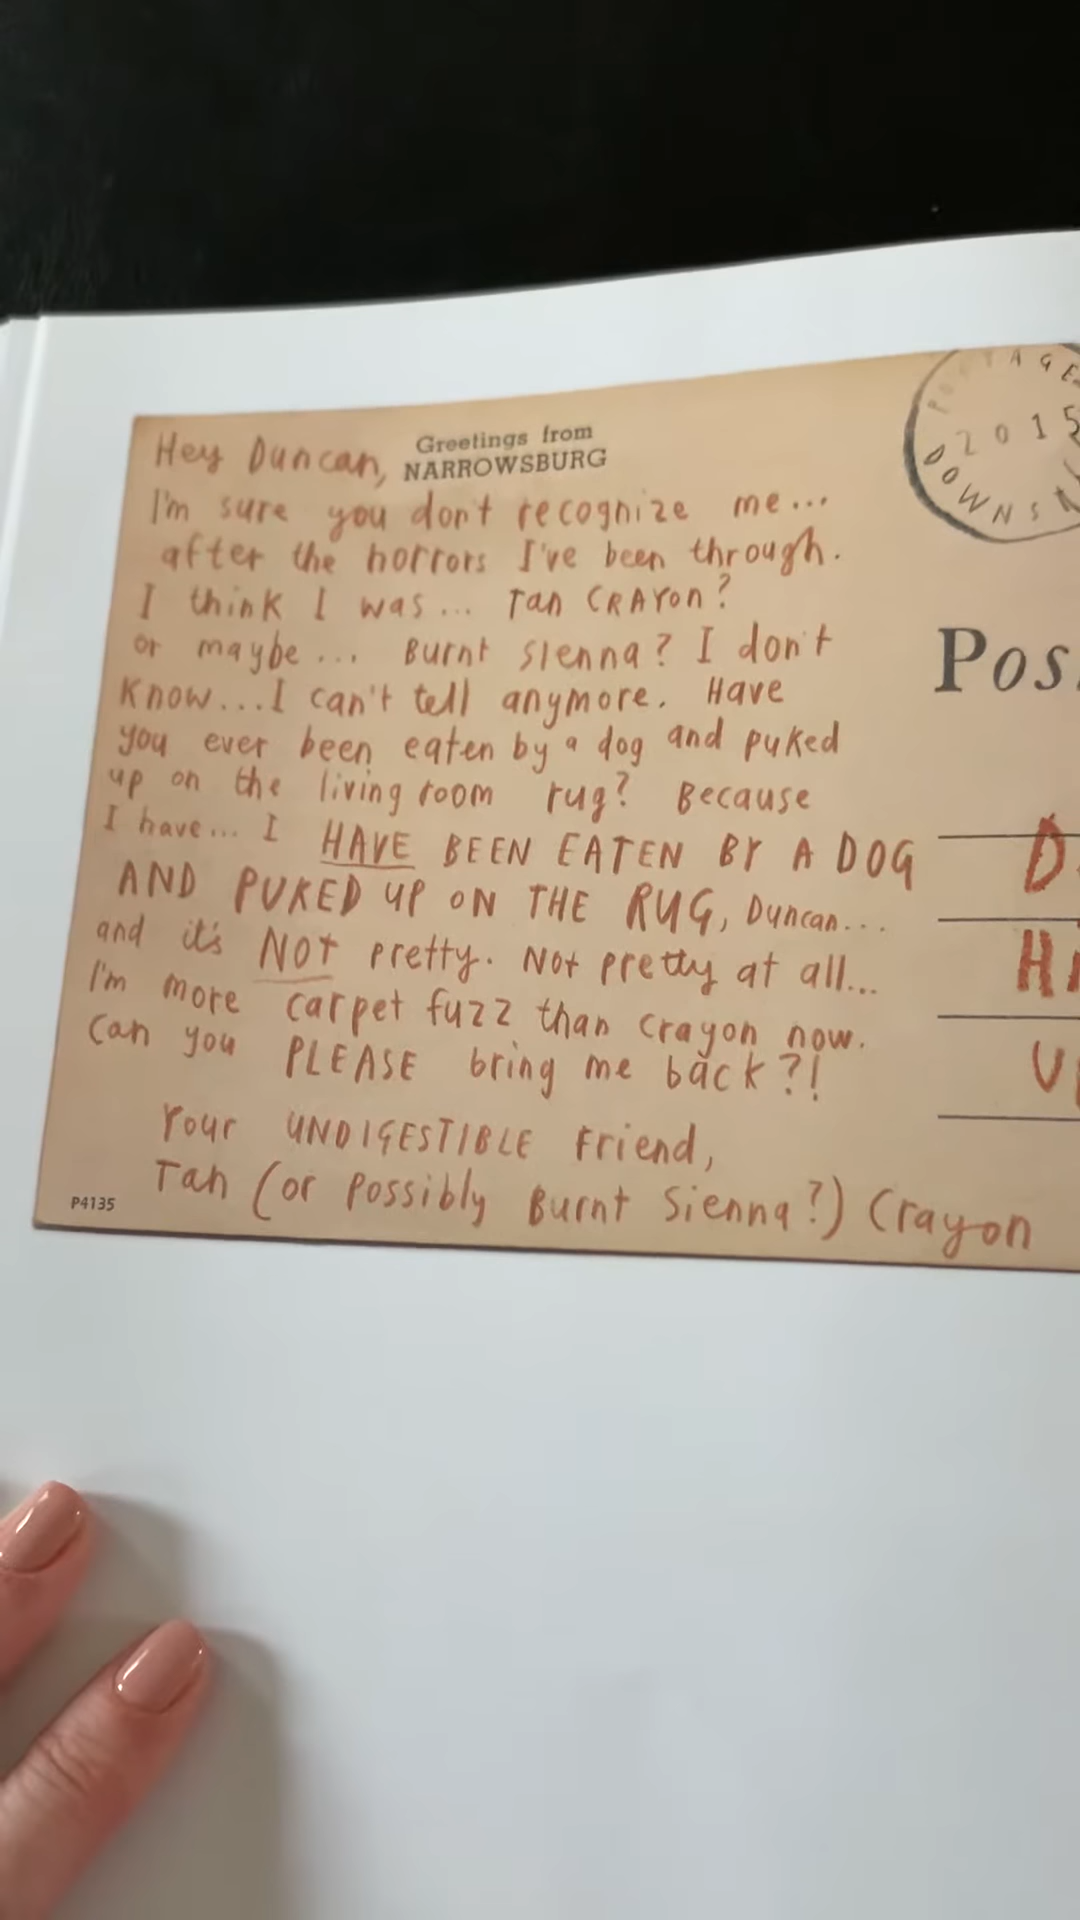 Hey Duncan,
Greetings from
NARROWSBURG
I'm sure you don't recognize me...
after the horrors I've been through.
I think I was... Tan CRAYon?
or maybe... Burnt Sienna? I don't
know... I can't tell anymore. Have
you ever been eaten by a dog and puked
up on the living room rug? Because
I have... I HAVE BEEN EATEN BY A DOG
AND PUKED UP ON THE RUG, Duncan...
and it's NOT pretty. Not pretty at all...
I'm more carpet fuzz than crayon now.
Can you PLEASE bring me back?!
Your UNDIGESTIBLE Friend,
Tan (or possibly Burnt Sienna?) Crayon
P4135
POSTAGE
2015
DOWNS
Pos
D
H